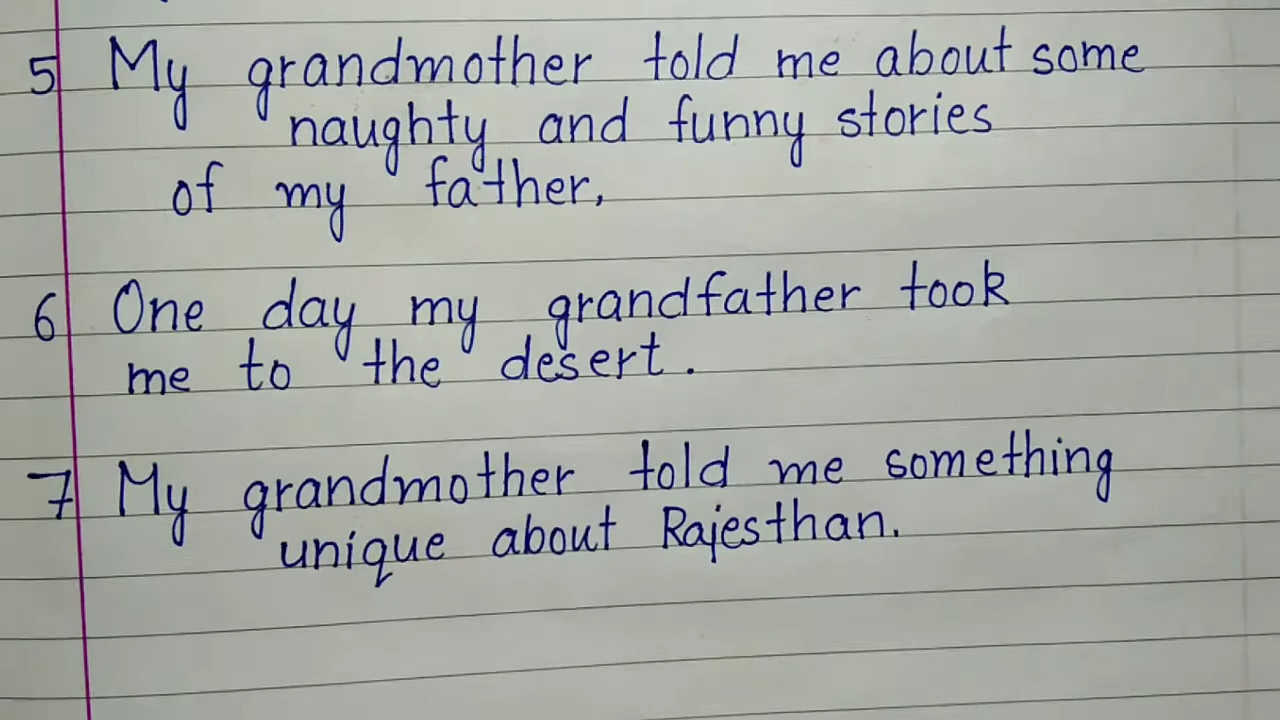 5 My grandmother told me about some
naughty and funny stories
of my father,
6 One day my grandfather took
me to the desert.
7 My grandmother told me something
unique about Rajesthan.